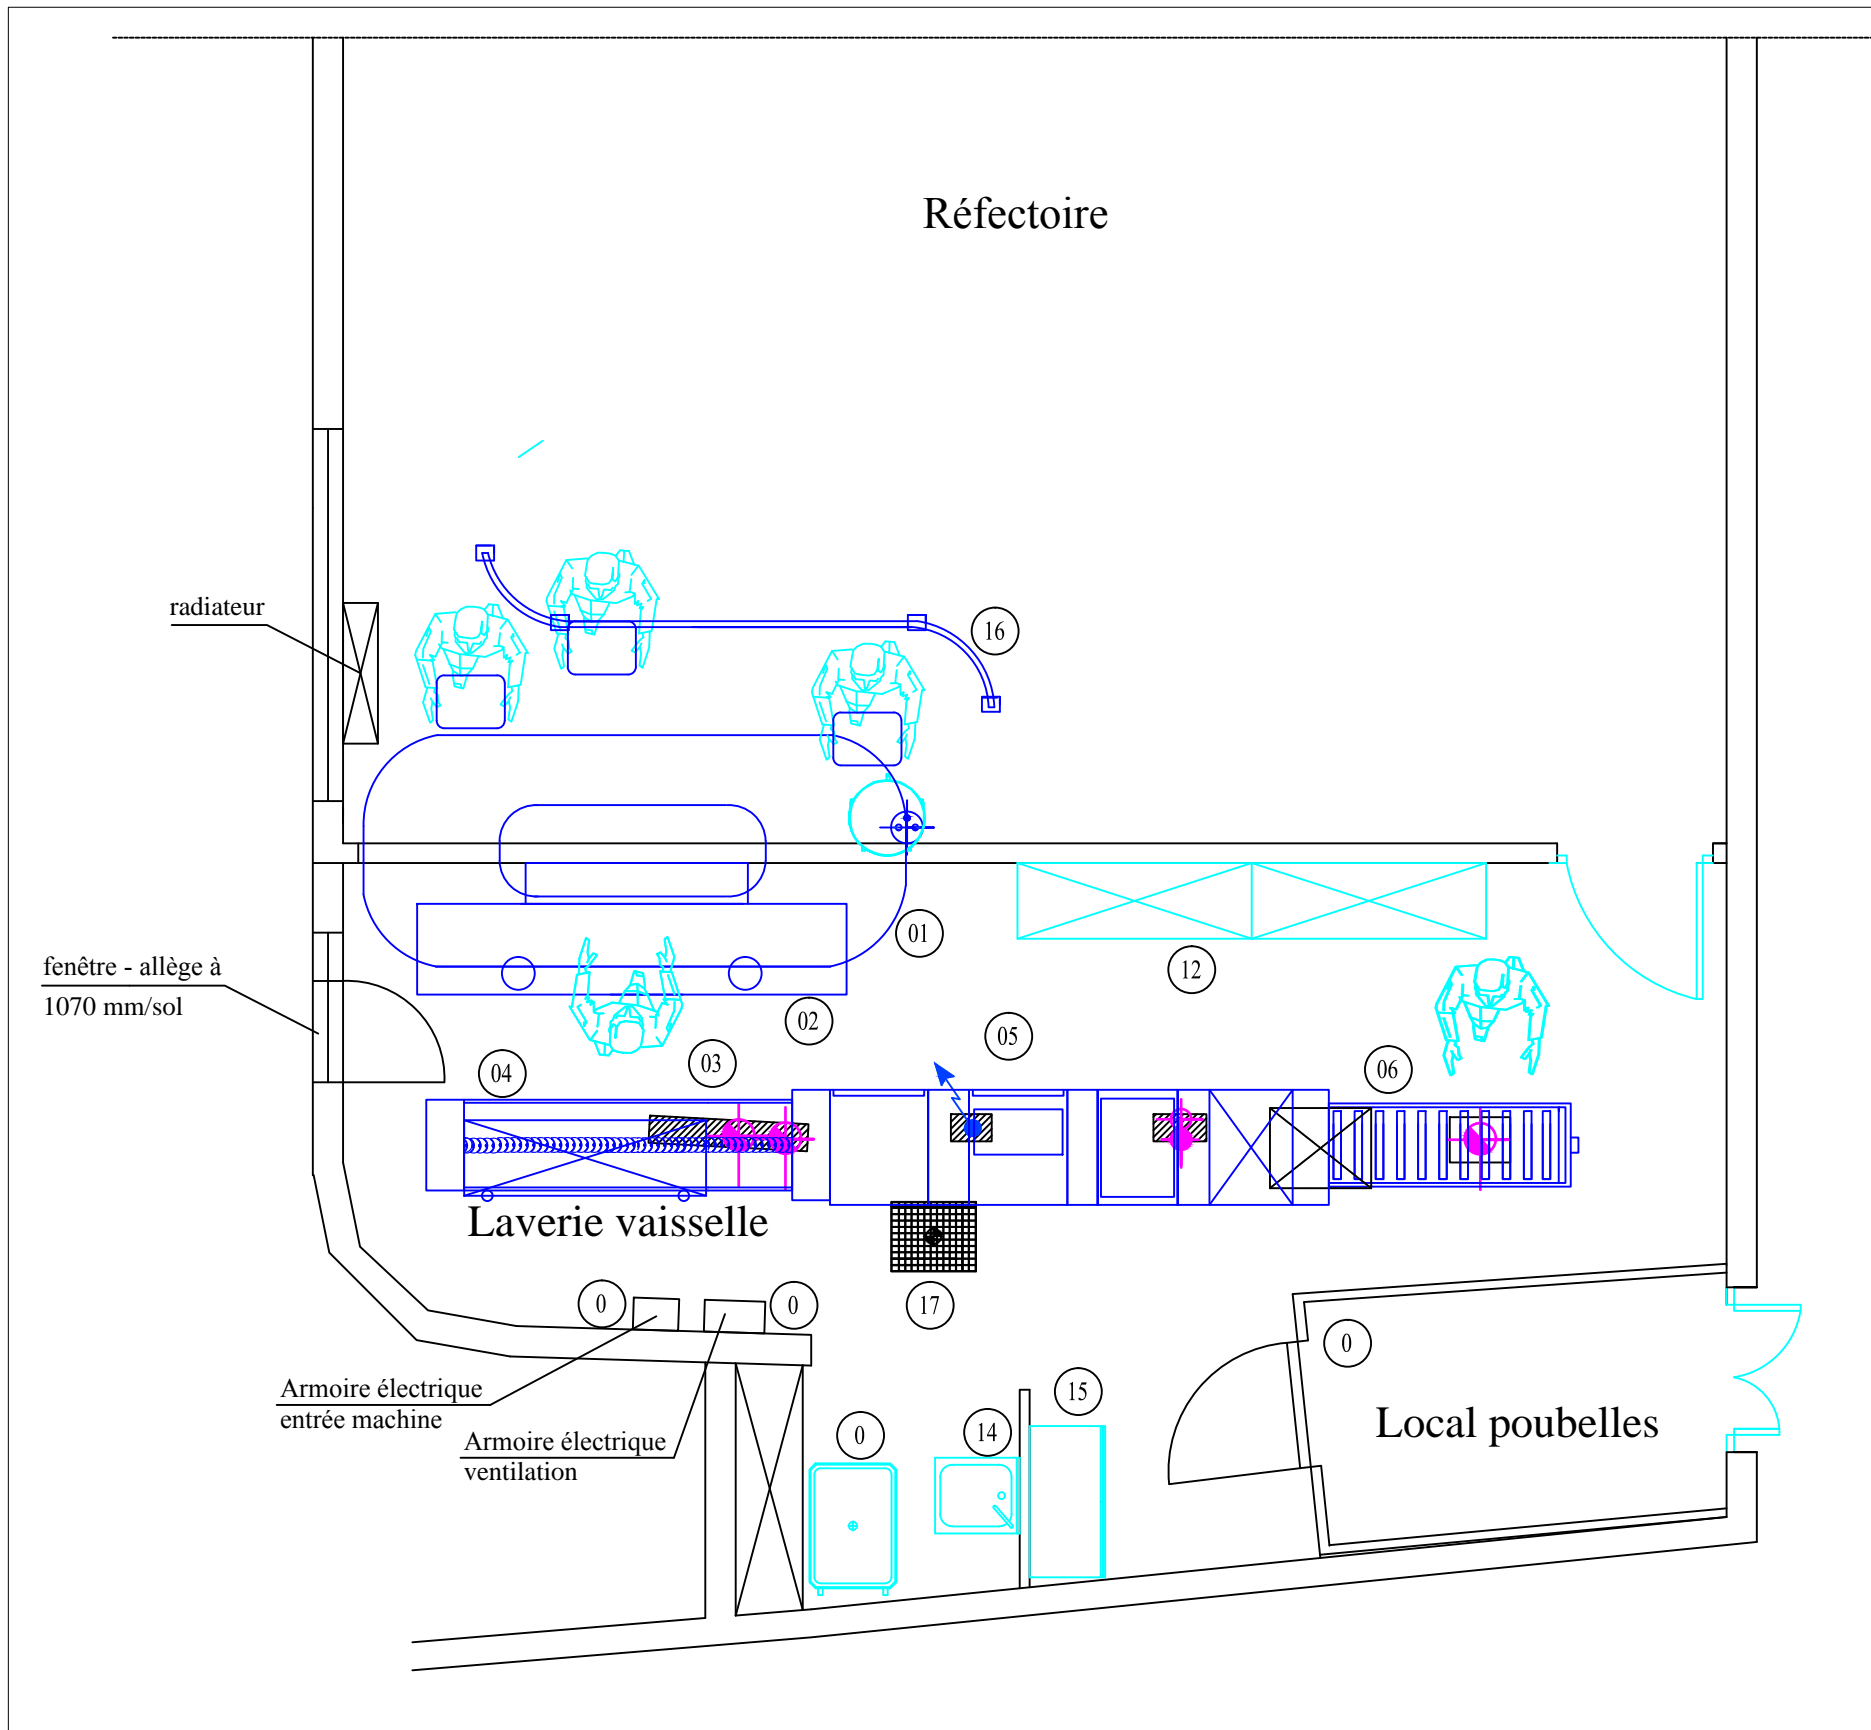 Réfectoire
radiateur
16
01
12
fenêtre - allège à
1070 mm/sol
02
05
03
04
06
Laverie vaisselle
0
0
17
0
Armoire électrique
entrée machine
15
Armoire électrique
ventilation
0
14
Local poubelles